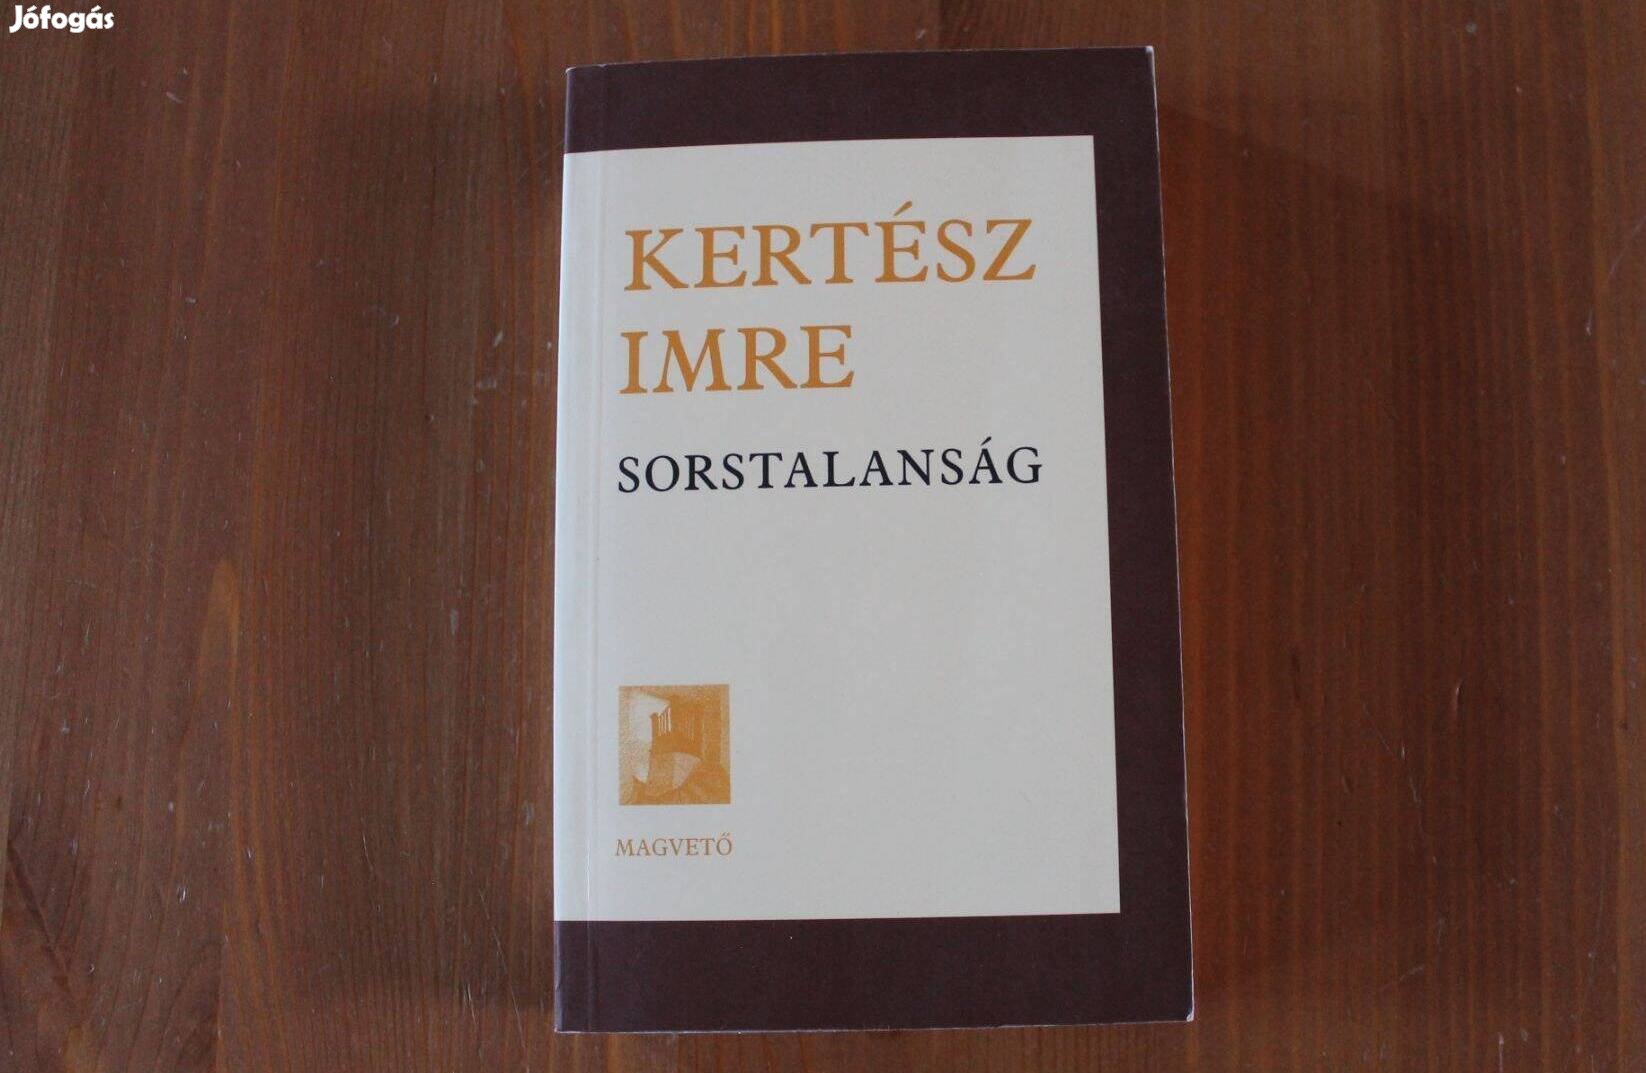 Jófogás
KERTÉSZ
IMRE
SORSTALANSÁG
MAGVETŐ